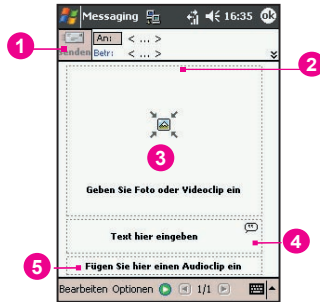 Messaging 16:35 ok
1
Senden An: < ... >
Betr: < ... >
2
3
Geben Sie Foto oder Videoclip ein
Text hier eingeben
4
5
Fügen Sie hier einen Audioclip ein
Bearbeiten Optionen 1/1